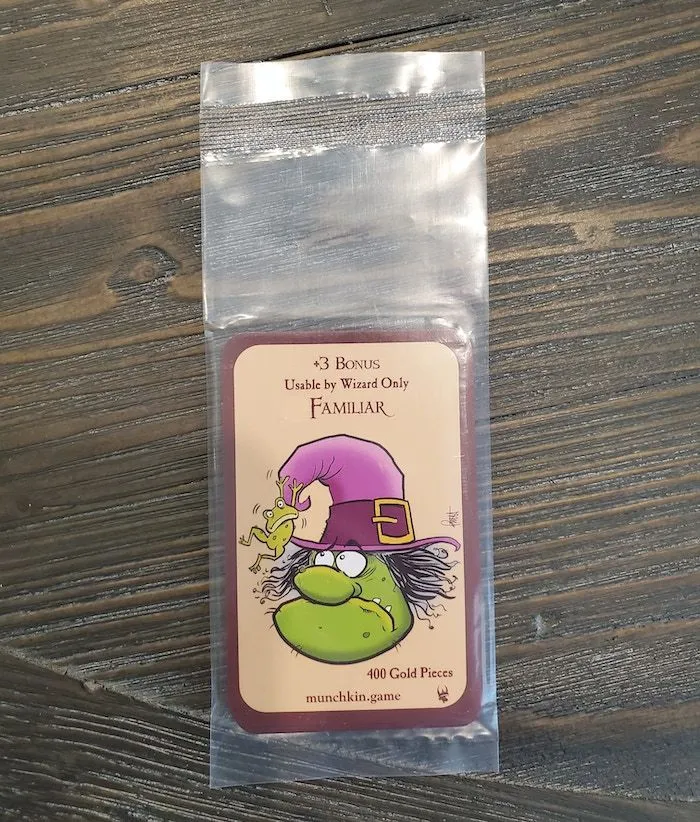 +3 Bonus
Usable by Wizard Only
Familiar
400 Gold Pieces
munchkin.game